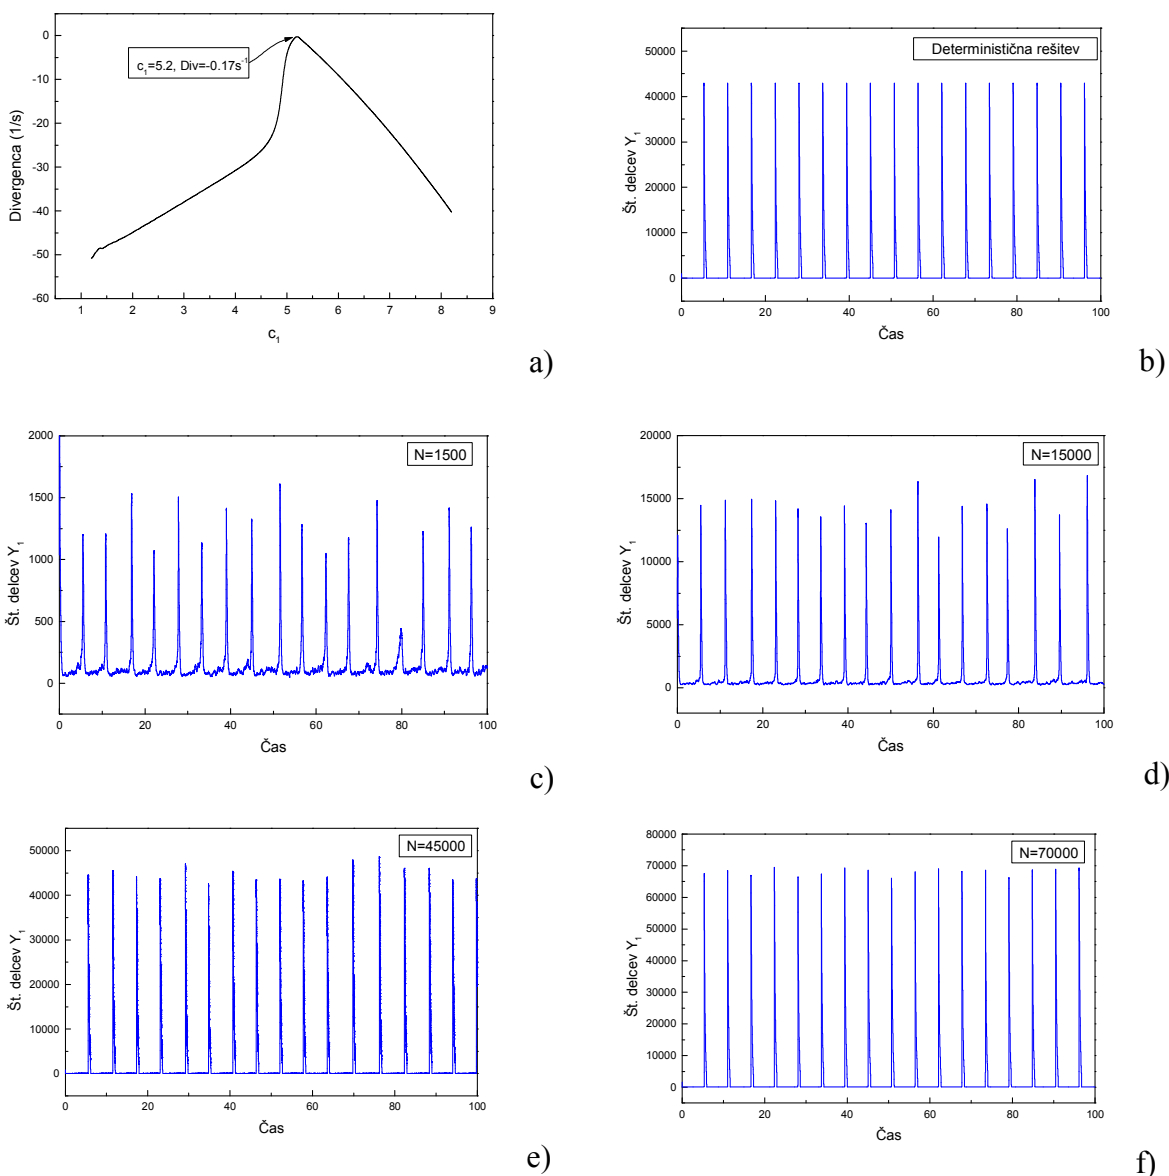 0
-10
-20
-30
-40
-50
-60
Divergenca (1/s)
c₁=5.2, Div=-0.17s⁻¹
1 2 3 4 5 6 7 8 9
c₁
a)
50000
40000
30000
20000
10000
0
Št. delcev Y₁
Deterministična rešitev
0 20 40 60 80 100
Čas
b)
2000
1500
1000
500
0
Št. delcev Y₁
N=1500
0 20 40 60 80 100
Čas
c)
20000
15000
10000
5000
0
Št. delcev Y₁
N=15000
0 20 40 60 80 100
Čas
d)
50000
40000
30000
20000
10000
0
Št. delcev Y₁
N=45000
0 20 40 60 80 100
Čas
e)
80000
70000
60000
50000
40000
30000
20000
10000
0
Št. delcev Y₁
N=70000
0 20 40 60 80 100
Čas
f)